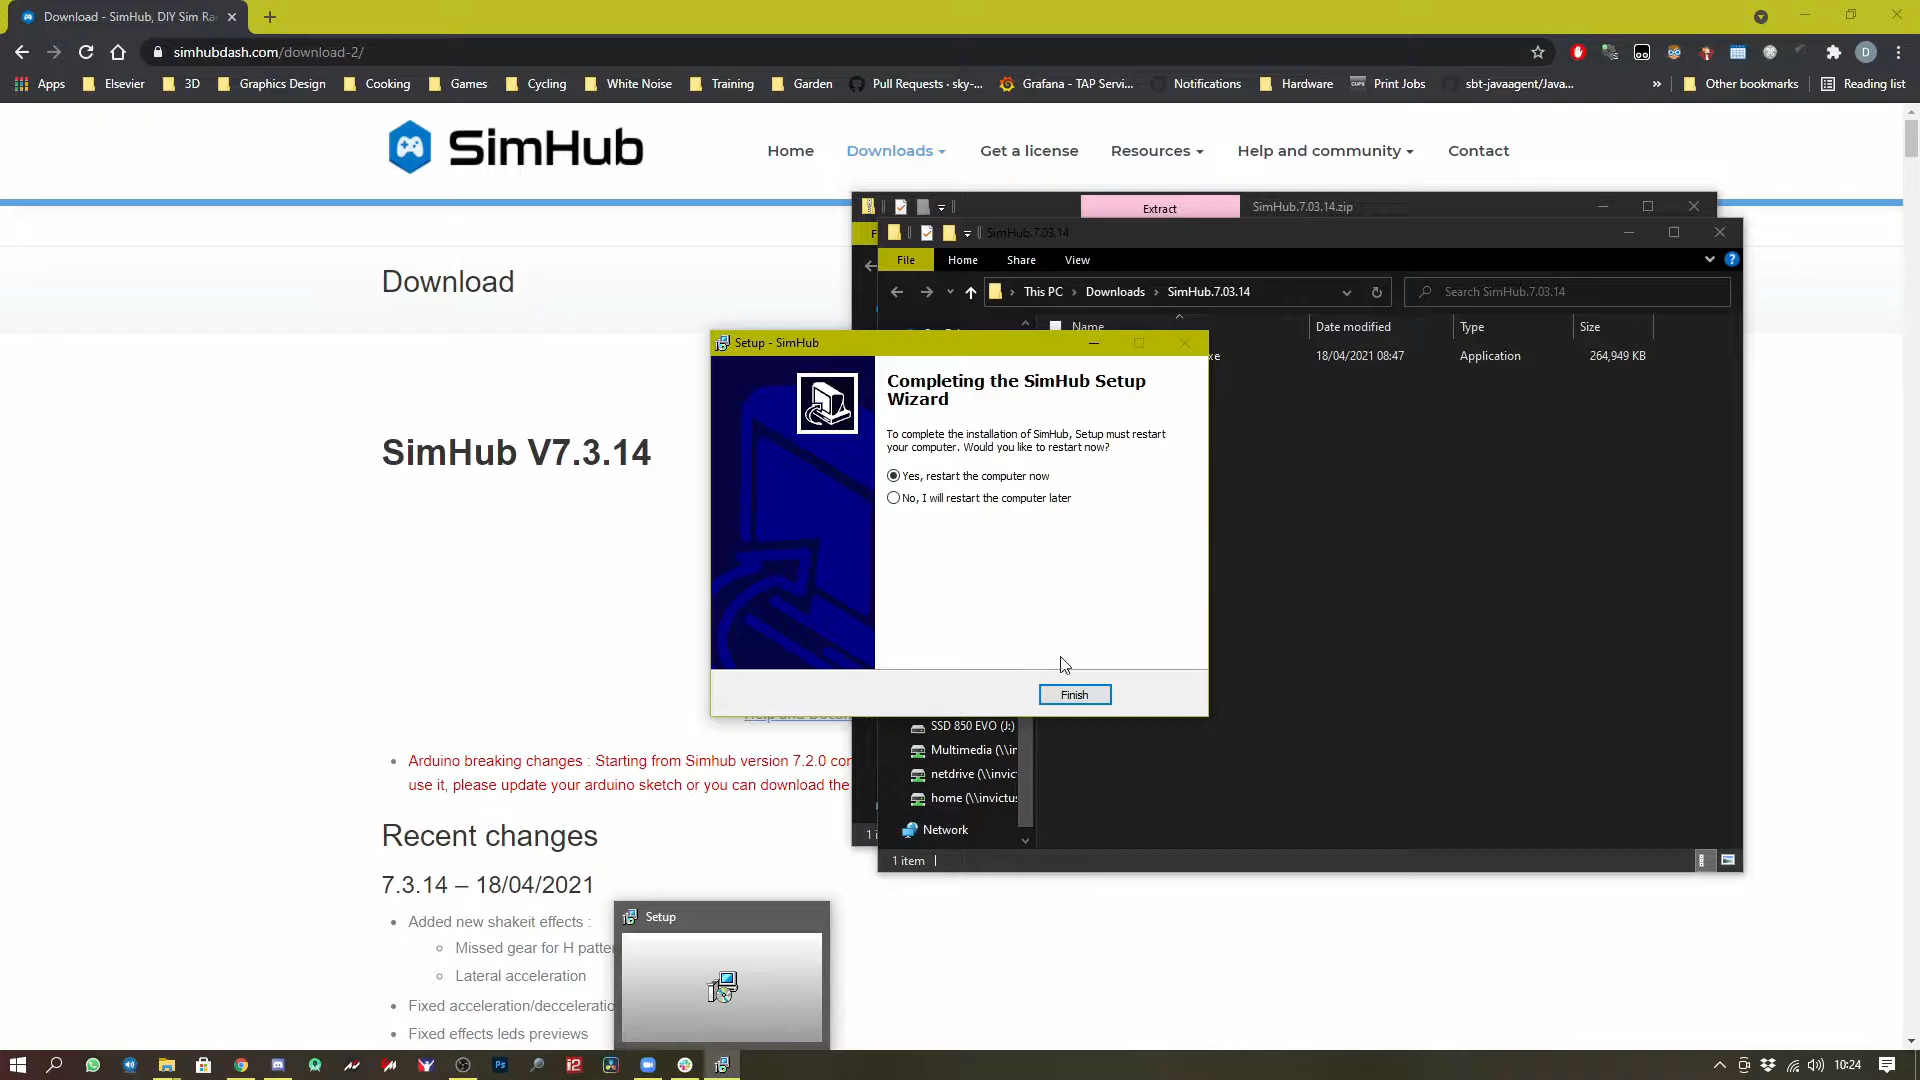 Download - SimHub, DIY Sim Ra
simhubdash.com/download-2/
Apps
Elsevier
3D
Graphics Design
Cooking
Games
Cycling
White Noise
Training
Garden
Pull Requests · sky-...
Grafana - TAP Servi...
Notifications
Hardware
CUPS
Print Jobs
sbt-javaagent/Java...
»
Other bookmarks
Reading list
D
SimHub
Home
Downloads
Get a license
Resources
Help and community
Contact
Extract
SimHub.7.03.14.zip
SimHub.7.03.14
F
File
Home
Share
View
This PC
Downloads
SimHub.7.03.14
Search SimHub.7.03.14
Download
Name
Date modified
Type
Size
xe
18/04/2021 08:47
Application
264,949 KB
Setup - SimHub
Completing the SimHub Setup
Wizard
To complete the installation of SimHub, Setup must restart
your computer. Would you like to restart now?
Yes, restart the computer now
No, I will restart the computer later
Finish
SimHub V7.3.14
SSD 850 EVO (J:)
Multimedia (\\in
netdrive (\\invic
home (\\invictus
Network
1 i
1 item
Arduino breaking changes : Starting from Simhub version 7.2.0 con
use it, please update your arduino sketch or you can download the
Recent changes
7.3.14 – 18/04/2021
Added new shakeit effects :
Missed gear for H patter
Lateral acceleration
Fixed acceleration/decceleratio
Fixed effects leds previews
Setup
Ps
i2
10:24